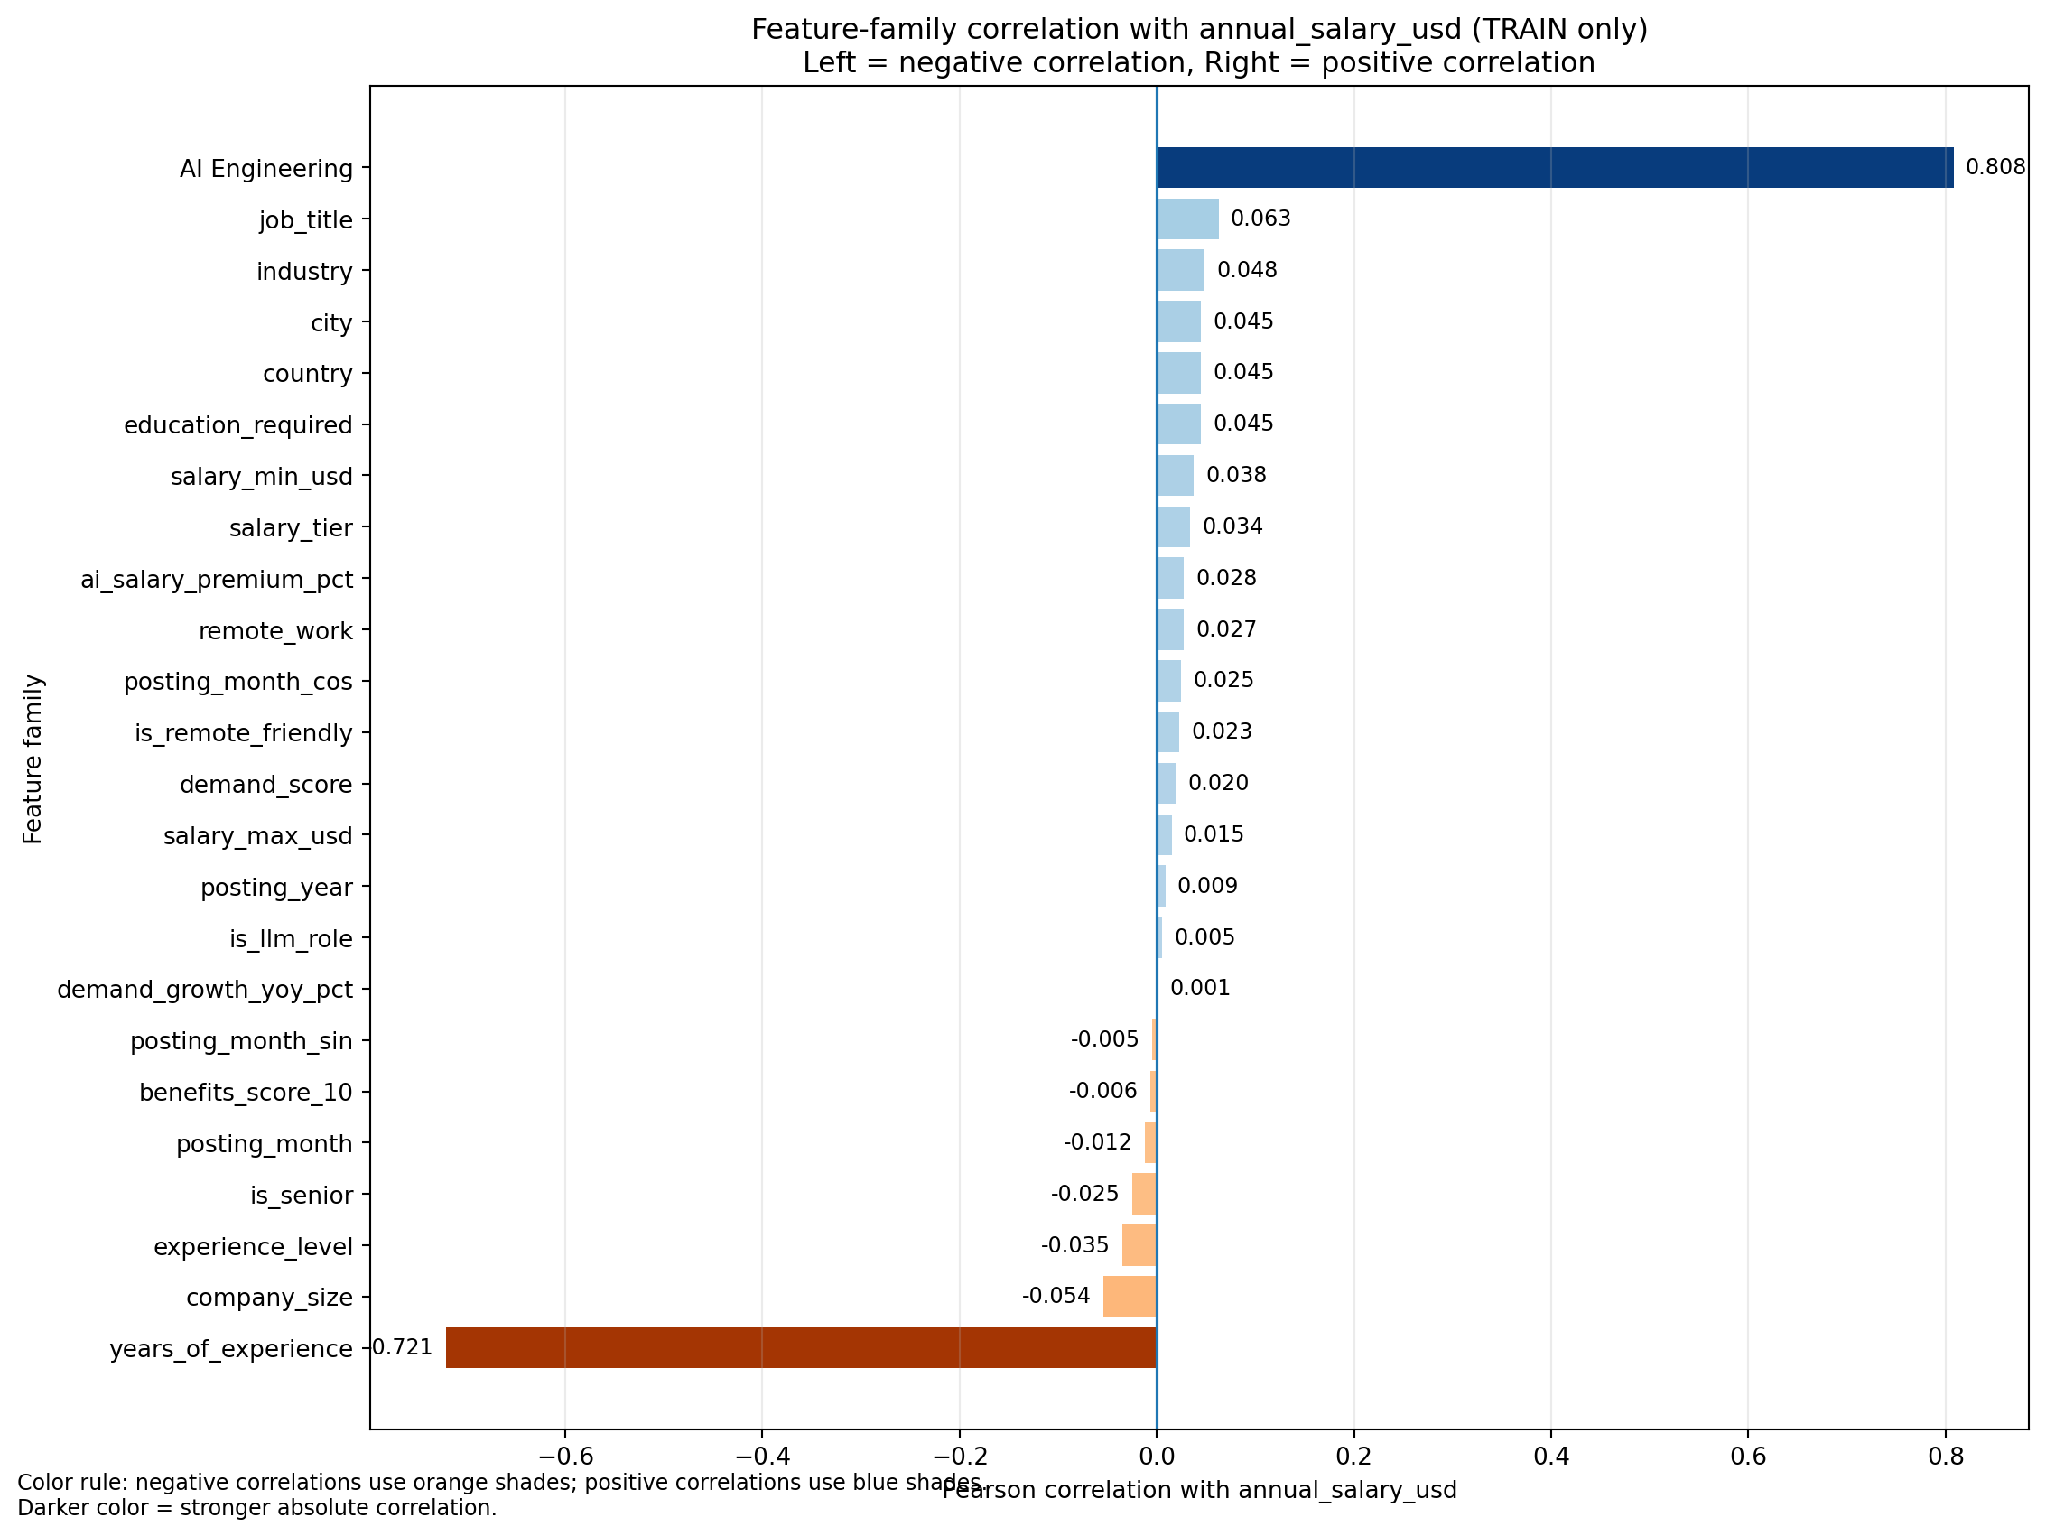 Feature-family correlation with annual_salary_usd (TRAIN only)
Left = negative correlation, Right = positive correlation
Feature family
AI Engineering 0.808
job_title 0.063
industry 0.048
city 0.045
country 0.045
education_required 0.045
salary_min_usd 0.038
salary_tier 0.034
ai_salary_premium_pct 0.028
remote_work 0.027
posting_month_cos 0.025
is_remote_friendly 0.023
demand_score 0.020
salary_max_usd 0.015
posting_year 0.009
is_llm_role 0.005
demand_growth_yoy_pct 0.001
posting_month_sin -0.005
benefits_score_10 -0.006
posting_month -0.012
is_senior -0.025
experience_level -0.035
company_size -0.054
years_of_experience 0.721
−0.6 −0.4 −0.2 0.0 0.2 0.4 0.6 0.8
Pearson correlation with annual_salary_usd
Color rule: negative correlations use orange shades; positive correlations use blue shades.
Darker color = stronger absolute correlation.